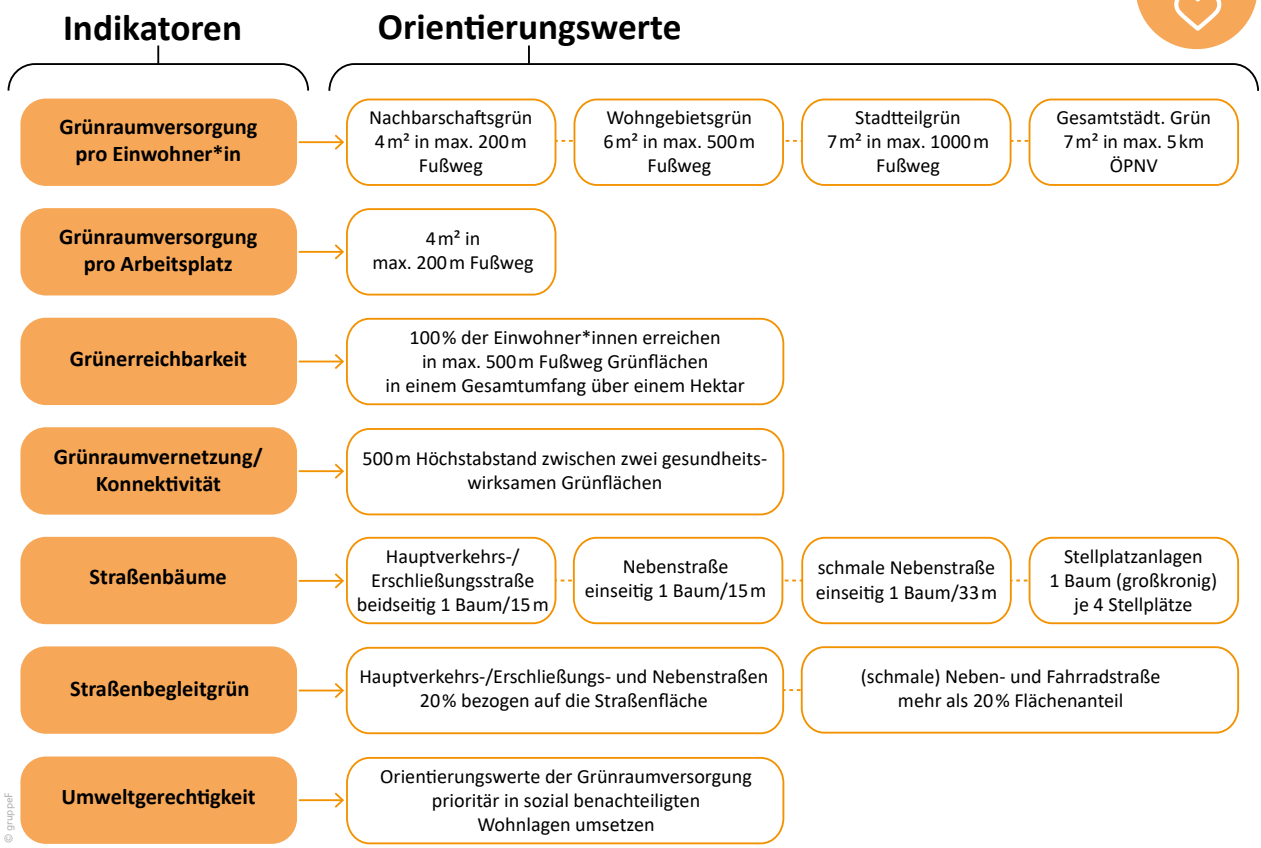 Indikatoren
Orientierungswerte
Grünraumversorgung
pro Einwohner*in
Nachbarschaftsgrün
4 m² in max. 200 m
Fußweg
Wohngebietsgrün
6 m² in max. 500 m
Fußweg
Stadtteilgrün
7 m² in max. 1000 m
Fußweg
Gesamtstädt. Grün
7 m² in max. 5 km
ÖPNV
Grünraumversorgung
pro Arbeitsplatz
4 m² in
max. 200 m Fußweg
Grünerreichbarkeit
100 % der Einwohner*innen erreichen
in max. 500 m Fußweg Grünflächen
in einem Gesamtumfang über einem Hektar
Grünraumvernetzung/
Konnektivität
500 m Höchstabstand zwischen zwei gesundheits-
wirksamen Grünflächen
Straßenbäume
Hauptverkehrs-/
Erschließungsstraße
beidseitig 1 Baum/15 m
Nebenstraße
einseitig 1 Baum/15 m
schmale Nebenstraße
einseitig 1 Baum/33 m
Stellplatzanlagen
1 Baum (großkronig)
je 4 Stellplätze
Straßenbegleitgrün
Hauptverkehrs-/Erschließungs- und Nebenstraßen
20 % bezogen auf die Straßenfläche
(schmale) Neben- und Fahrradstraße
mehr als 20 % Flächenanteil
Umweltgerechtigkeit
Orientierungswerte der Grünraumversorgung
prioritär in sozial benachteiligten
Wohnlagen umsetzen
© gruppeF